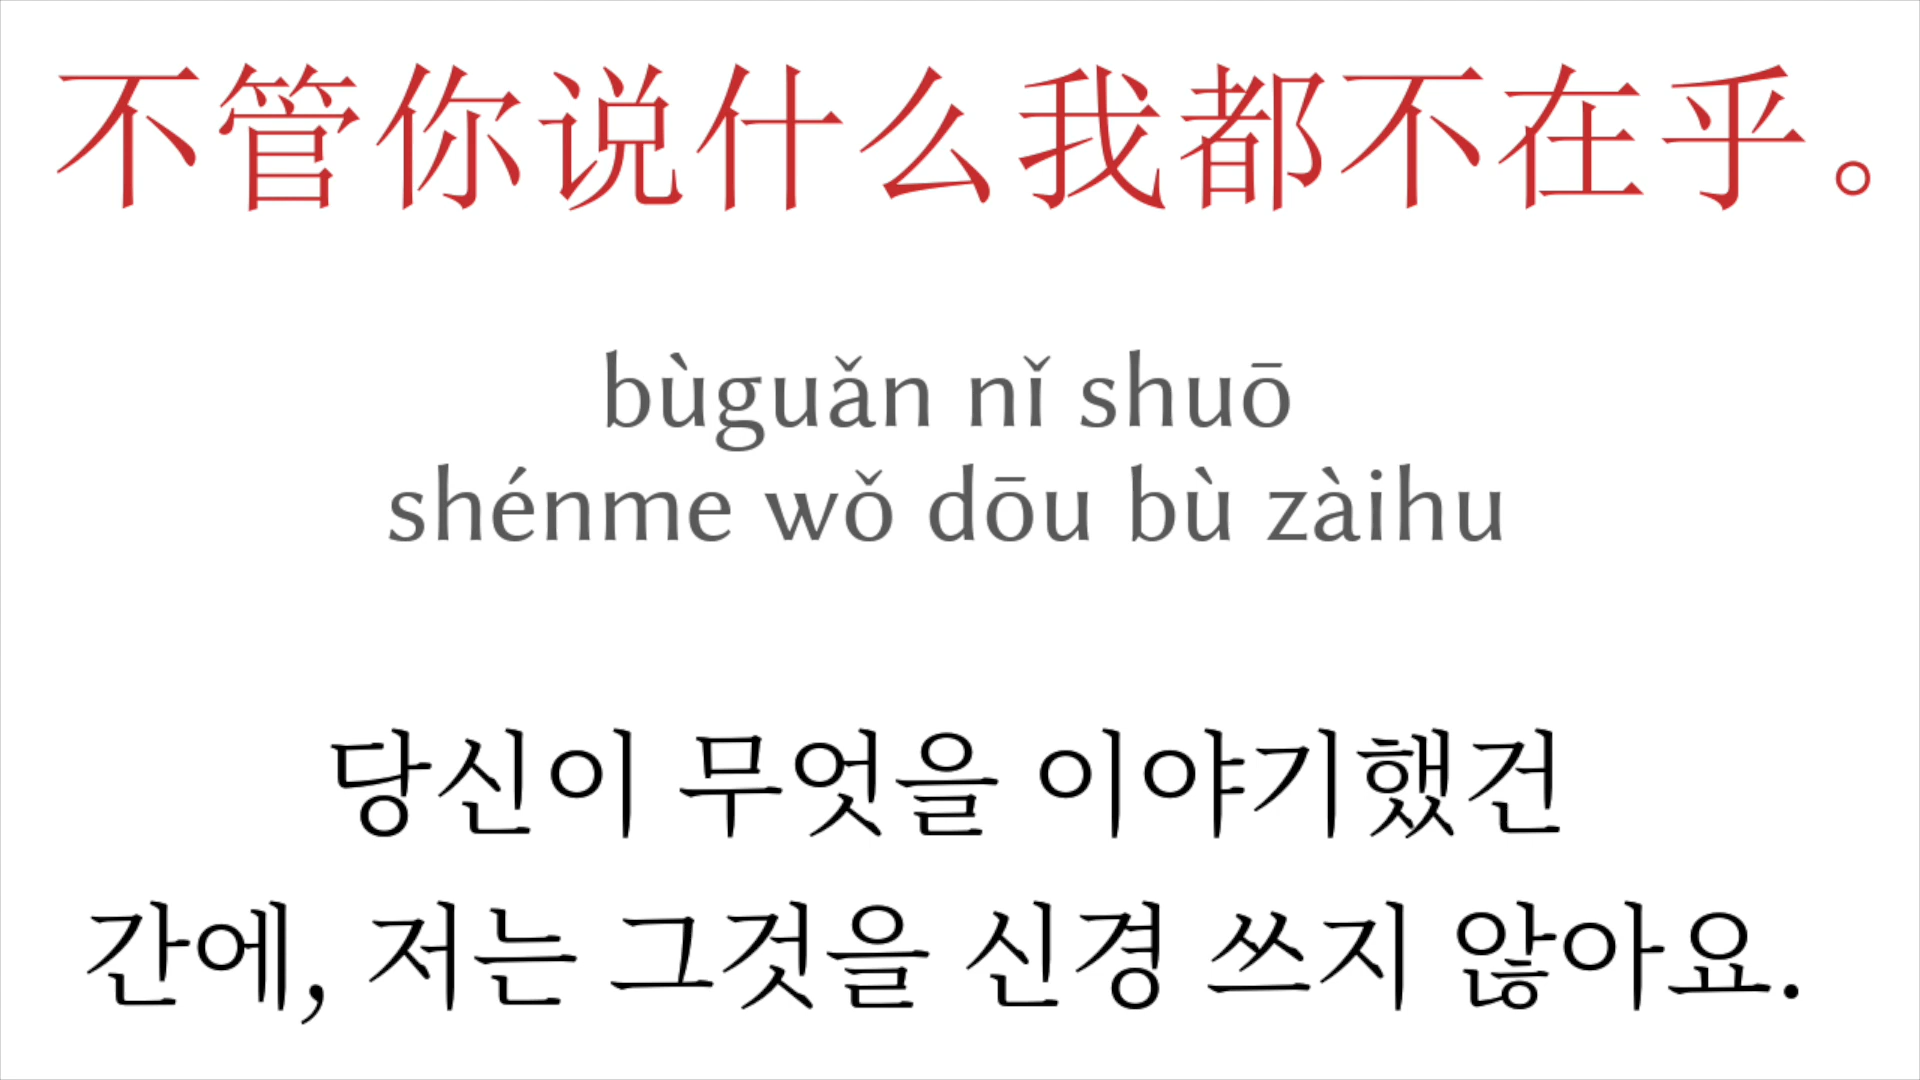 不管你说什么我都不在乎。
bùguǎn nǐ shuō
shénme wǒ dōu bù zàihu
당신이 무엇을 이야기했건
간에, 저는 그것을 신경 쓰지 않아요.